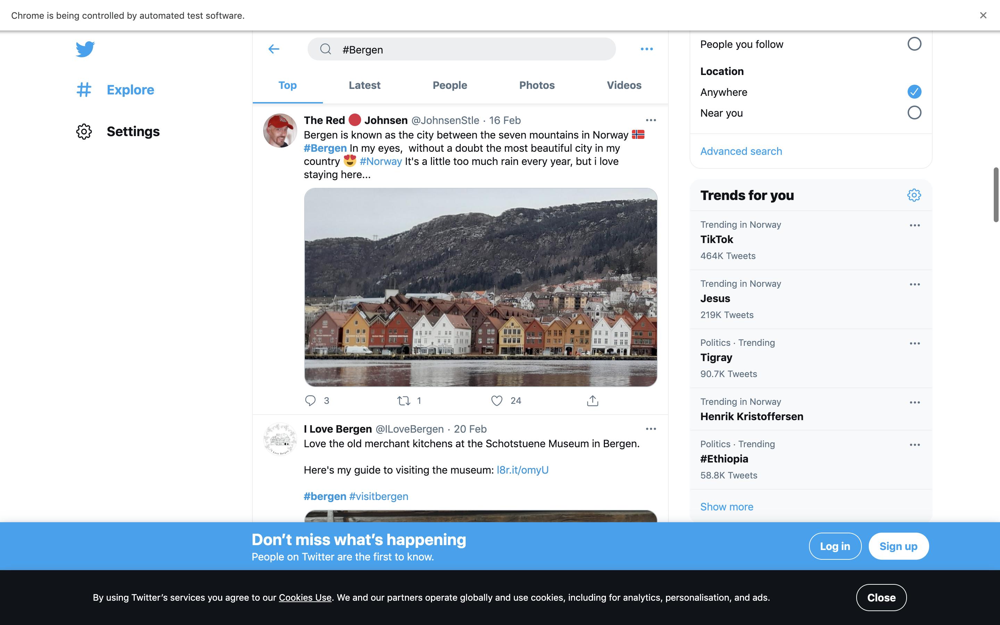 Chrome is being controlled by automated test software.
Explore
Settings
#Bergen
Top
Latest
People
Photos
Videos
The Red 🔴 Johnsen @JohnsenStle · 16 Feb
Bergen is known as the city between the seven mountains in Norway 🇳🇴
#Bergen In my eyes,  without a doubt the most beautiful city in my
country 😍 #Norway It's a little too much rain every year, but i love
staying here...
3
1
24
I Love Bergen @ILoveBergen · 20 Feb
Love the old merchant kitchens at the Schotstuene Museum in Bergen.
Here's my guide to visiting the museum: l8r.it/omyU
#bergen #visitbergen
People you follow
Location
Anywhere
Near you
Advanced search
Trends for you
Trending in Norway
TikTok
464K Tweets
Trending in Norway
Jesus
219K Tweets
Politics · Trending
Tigray
90.7K Tweets
Trending in Norway
Henrik Kristoffersen
Politics · Trending
#Ethiopia
58.8K Tweets
Show more
Don’t miss what’s happening
People on Twitter are the first to know.
Log in
Sign up
By using Twitter’s services you agree to our Cookies Use. We and our partners operate globally and use cookies, including for analytics, personalisation, and ads.
Close